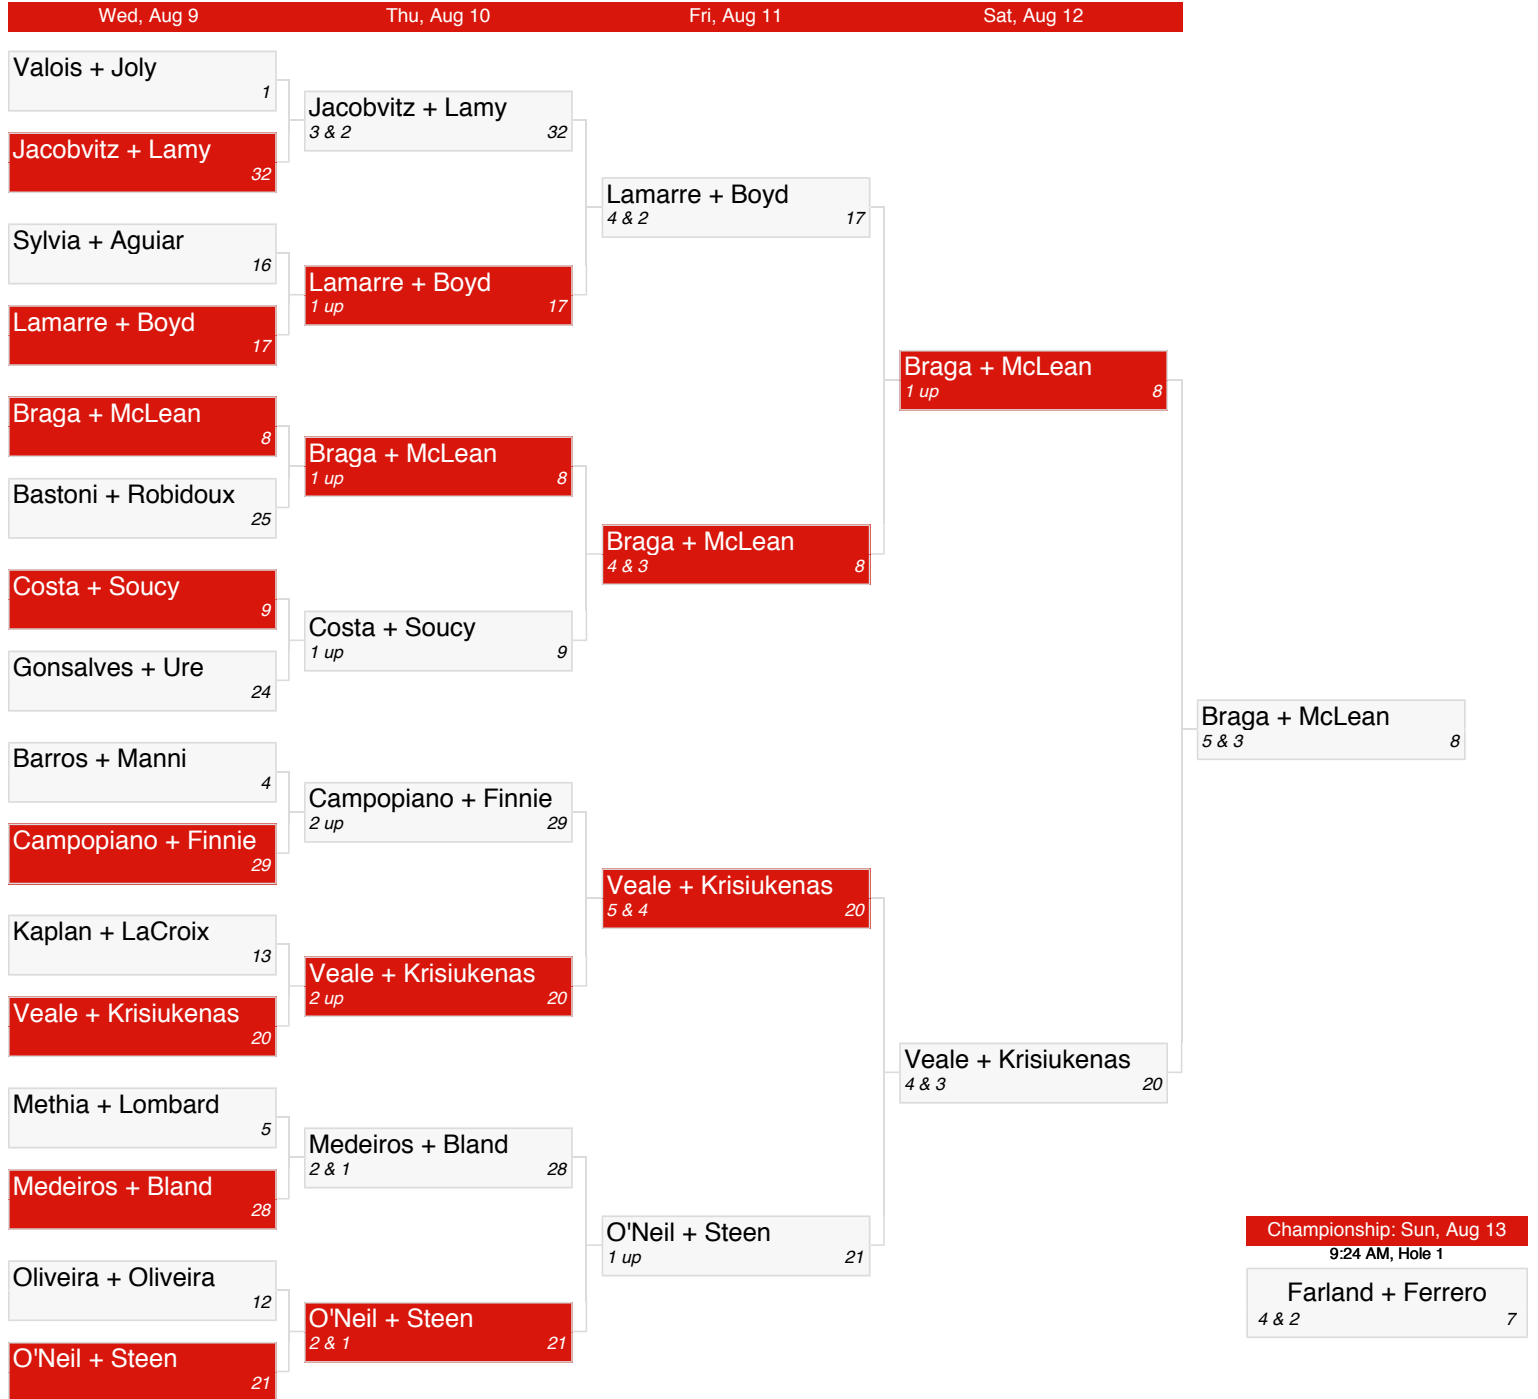 Wed, Aug 9
Thu, Aug 10
Fri, Aug 11
Sat, Aug 12
Valois + Joly
1
Jacobvitz + Lamy
32
Sylvia + Aguiar
16
Lamarre + Boyd
17
Braga + McLean
8
Bastoni + Robidoux
25
Costa + Soucy
9
Gonsalves + Ure
24
Barros + Manni
4
Campopiano + Finnie
29
Kaplan + LaCroix
13
Veale + Krisiukenas
20
Methia + Lombard
5
Medeiros + Bland
28
Oliveira + Oliveira
12
O'Neil + Steen
21
Jacobvitz + Lamy
3 & 2 32
Lamarre + Boyd
1 up 17
Braga + McLean
1 up 8
Costa + Soucy
1 up 9
Campopiano + Finnie
2 up 29
Veale + Krisiukenas
2 up 20
Medeiros + Bland
2 & 1 28
O'Neil + Steen
2 & 1 21
Lamarre + Boyd
4 & 2 17
Braga + McLean
4 & 3 8
Veale + Krisiukenas
5 & 4 20
O'Neil + Steen
1 up 21
Braga + McLean
1 up 8
Veale + Krisiukenas
4 & 3 20
Braga + McLean
5 & 3 8
Championship: Sun, Aug 13
9:24 AM, Hole 1
Farland + Ferrero
4 & 2 7